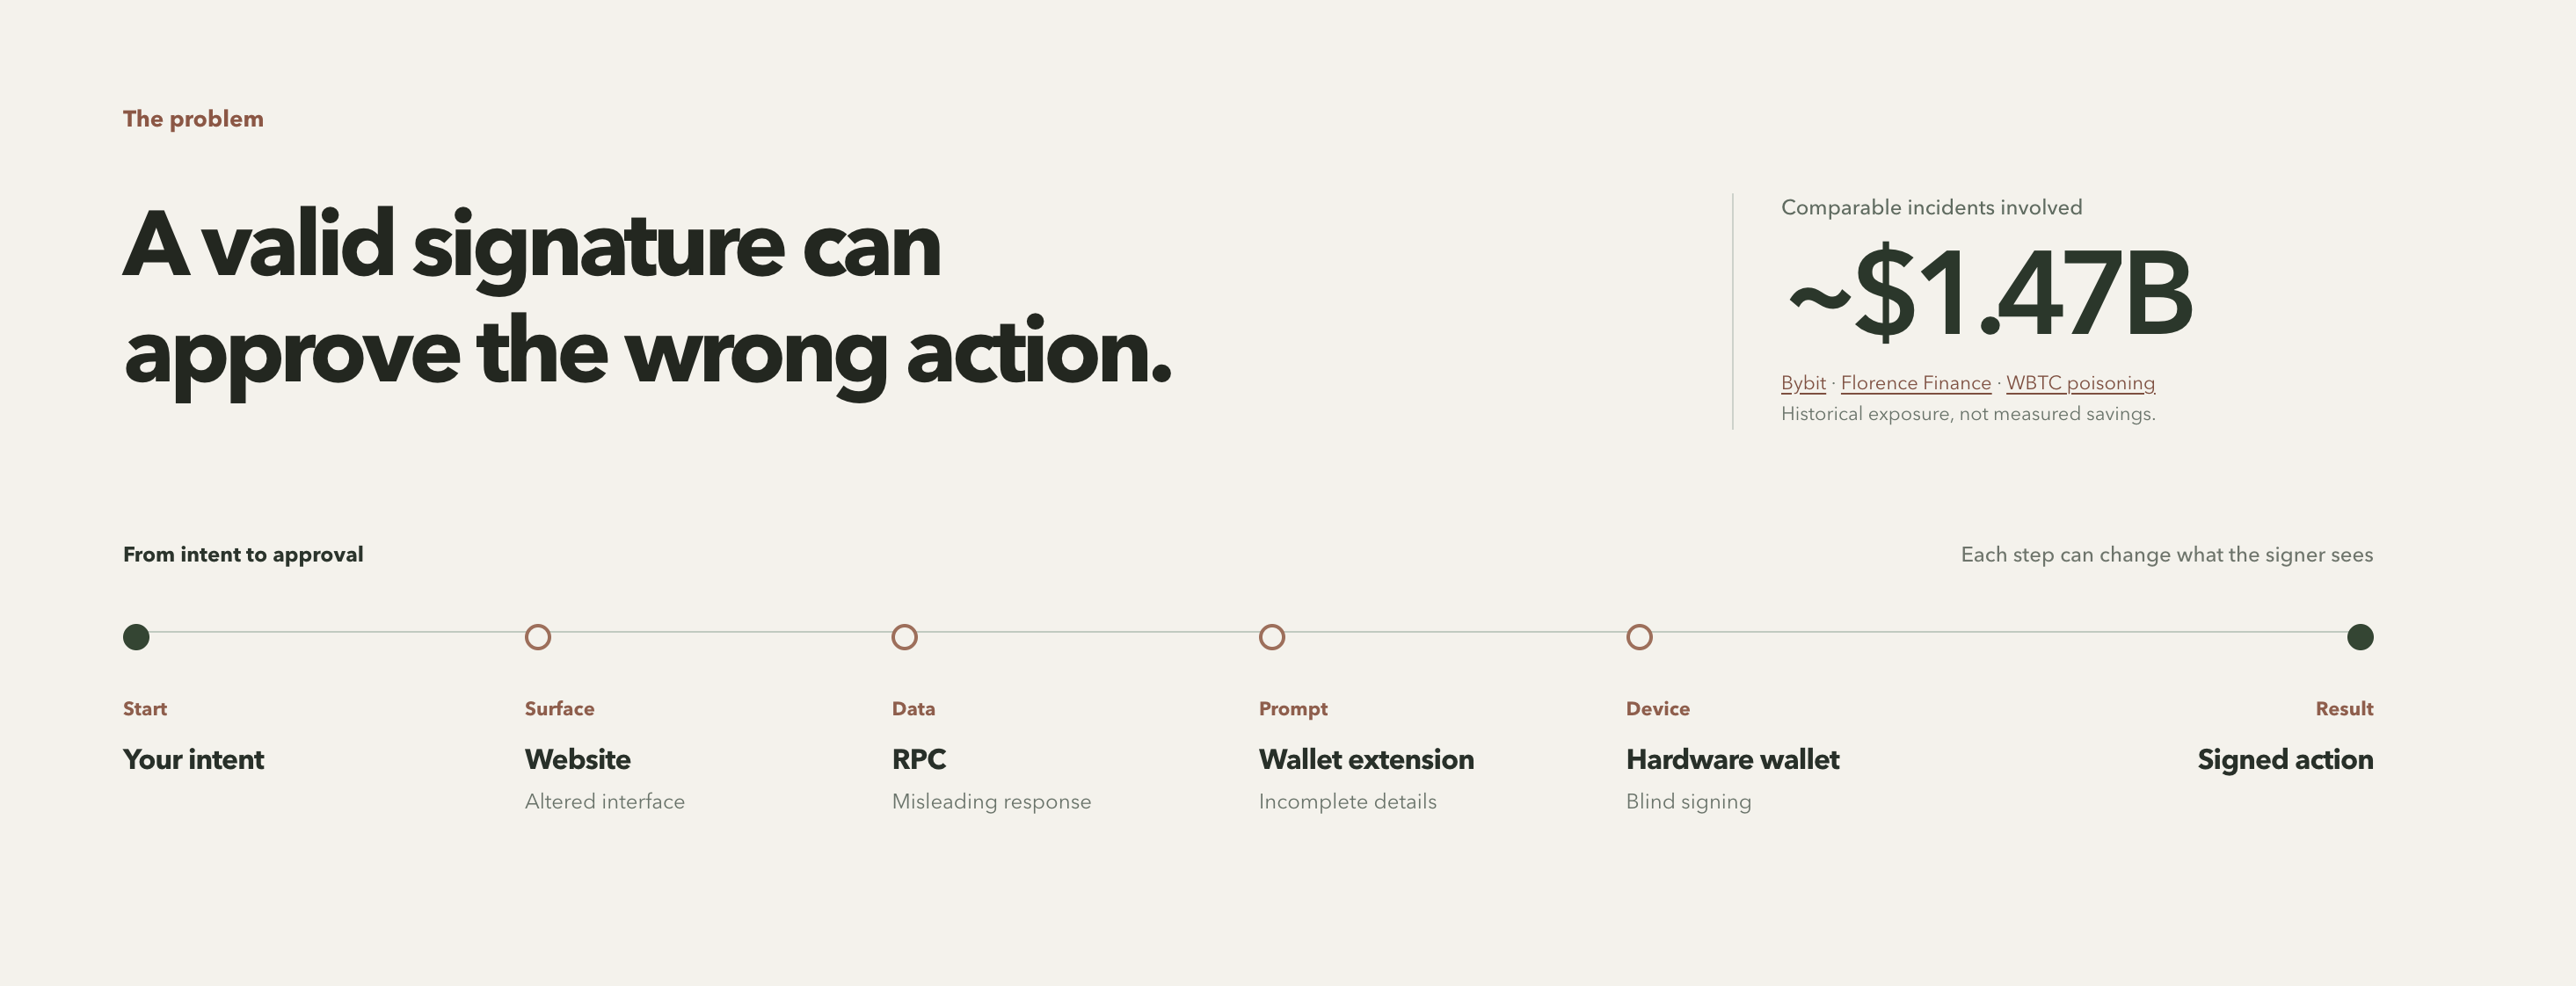 The problem
A valid signature can
approve the wrong action.
Comparable incidents involved
~$1.47B
Bybit · Florence Finance · WBTC poisoning
Historical exposure, not measured savings.
From intent to approval
Each step can change what the signer sees
Start
Your intent
Surface
Website
Altered interface
Data
RPC
Misleading response
Prompt
Wallet extension
Incomplete details
Device
Hardware wallet
Blind signing
Result
Signed action